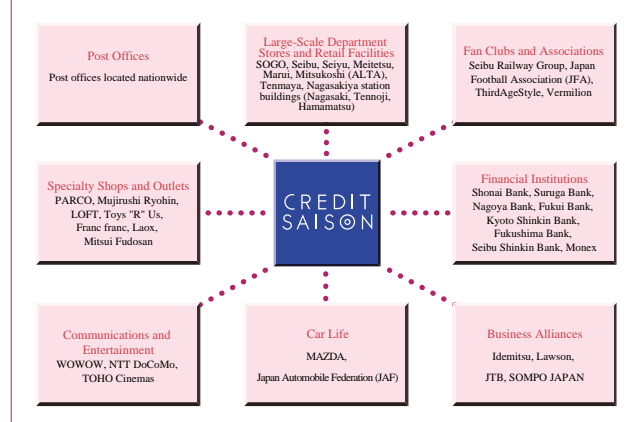 Post Offices
Post offices located nationwide
Large-Scale Department
Stores and Retail Facilities
SOGO, Seibu, Seiyu, Meitetsu,
Marui, Mitsukoshi (ALTA),
Tenmaya, Nagasakiya station
buildings (Nagasaki, Tennoji,
Hamamatsu)
Fan Clubs and Associations
Seibu Railway Group, Japan
Football Association (JFA),
ThirdAgeStyle, Vermilion
Specialty Shops and Outlets
PARCO, Mujirushi Ryohin,
LOFT, Toys "R" Us,
Franc franc, Laox,
Mitsui Fudosan
CREDIT
SAISON
Financial Institutions
Shonai Bank, Suruga Bank,
Nagoya Bank, Fukui Bank,
Kyoto Shinkin Bank,
Fukushima Bank,
Seibu Shinkin Bank, Monex
Communications and
Entertainment
WOWOW, NTT DoCoMo,
TOHO Cinemas
Car Life
MAZDA,
Japan Automobile Federation (JAF)
Business Alliances
Idemitsu, Lawson,
JTB, SOMPO JAPAN